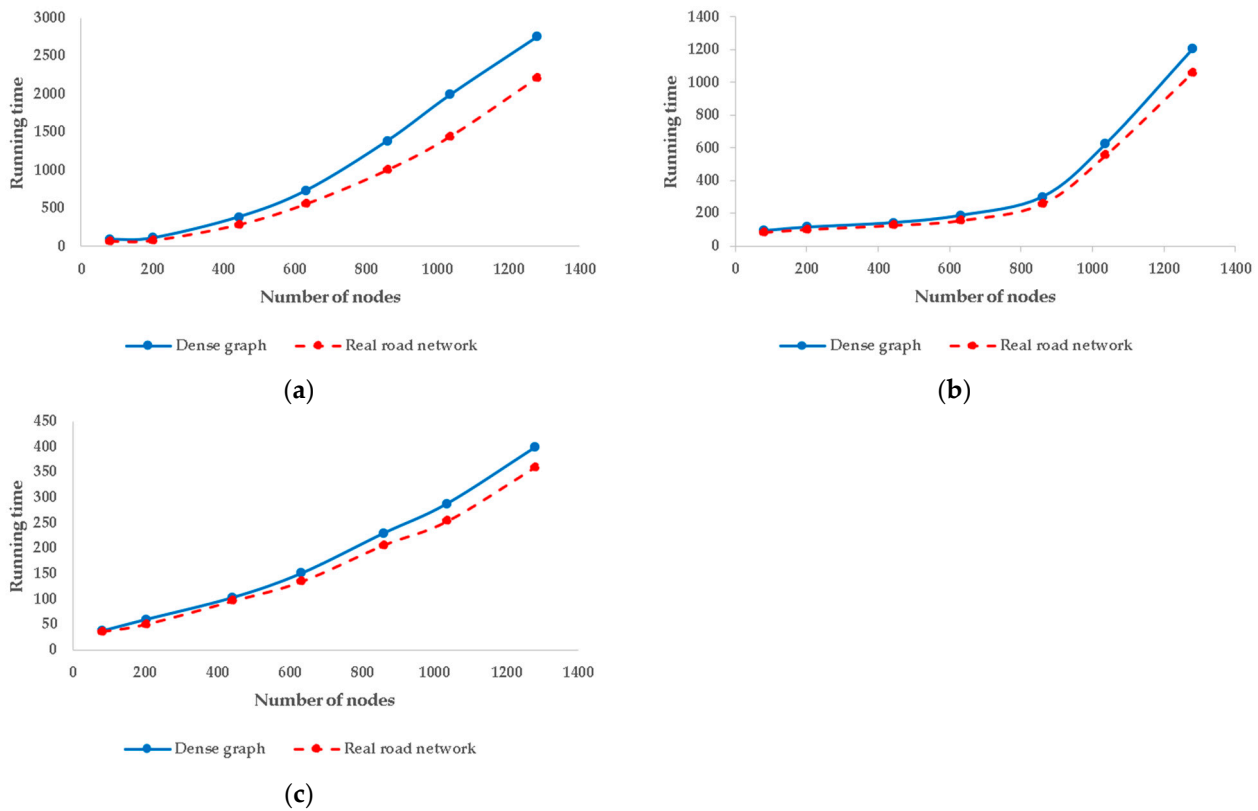 3000
2500
2000
1500
1000
500
0
Running time
0 200 400 600 800 1000 1200 1400
Number of nodes
Dense graph Real road network
(a)
1400
1200
1000
800
600
400
200
0
Running time
0 200 400 600 800 1000 1200 1400
Number of nodes
Dense graph Real road network
(b)
450
400
350
300
250
200
150
100
50
0
Running time
0 200 400 600 800 1000 1200 1400
Number of nodes
Dense graph Real road network
(c)